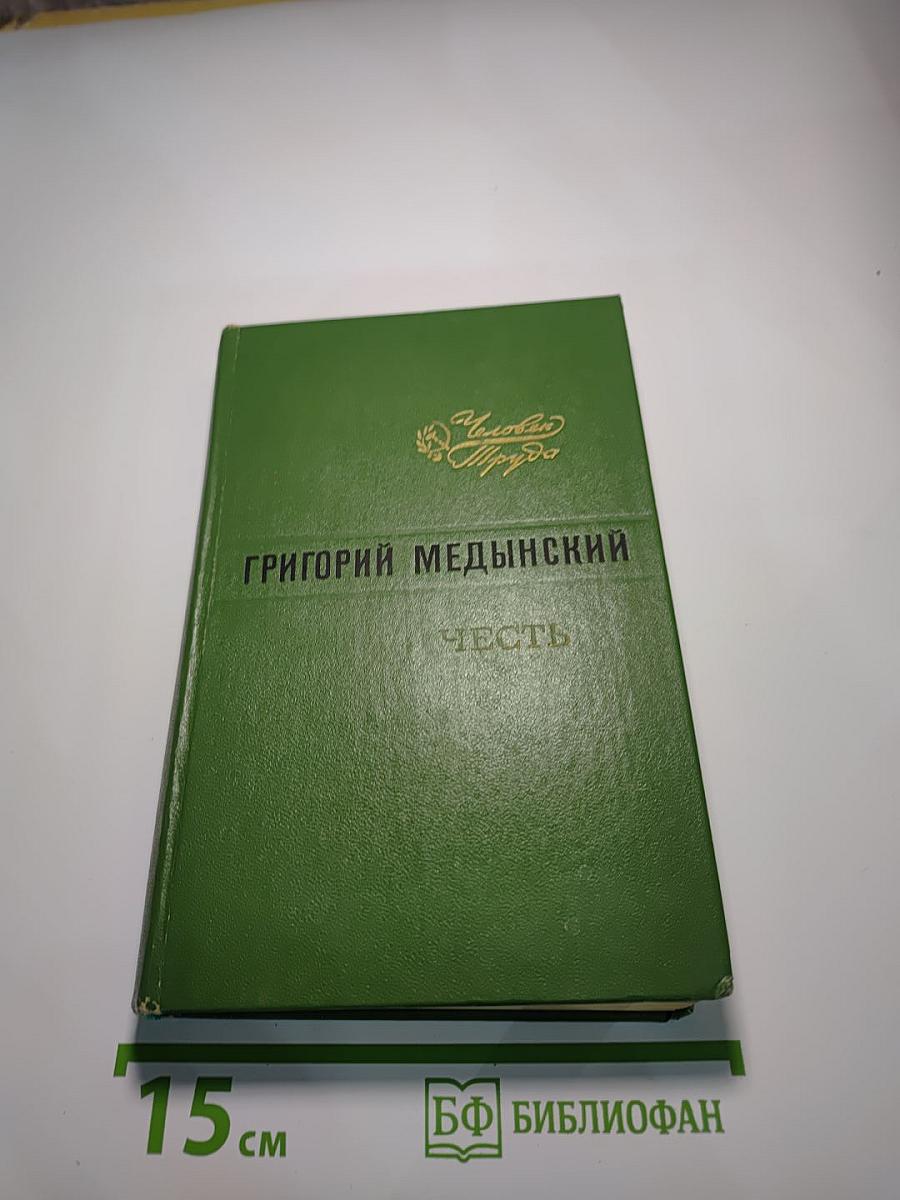 Человек
Труда
ГРИГОРИЙ МЕДЫНСКИЙ
ЧЕСТЬ
15 см
БФ БИБЛИОФАН